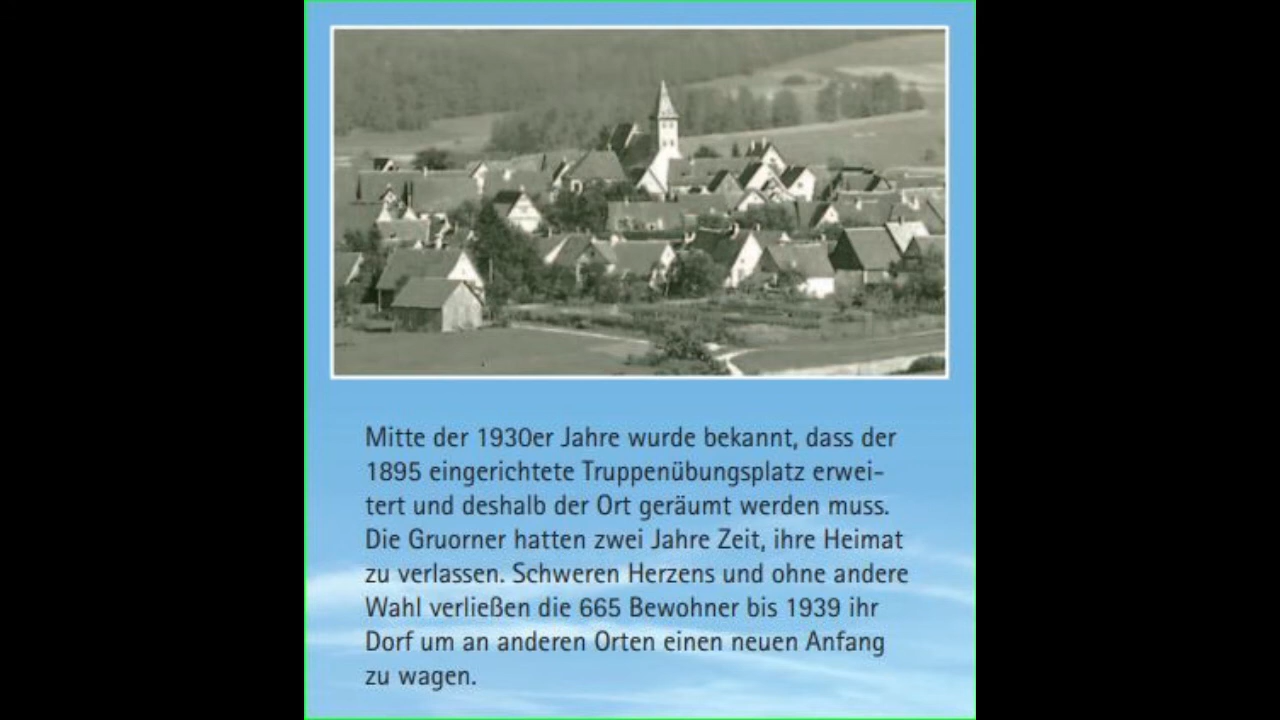 Mitte der 1930er Jahre wurde bekannt, dass der
1895 eingerichtete Truppenübungsplatz erwei-
tert und deshalb der Ort geräumt werden muss.
Die Gruorner hatten zwei Jahre Zeit, ihre Heimat
zu verlassen. Schweren Herzens und ohne andere
Wahl verließen die 665 Bewohner bis 1939 ihr
Dorf um an anderen Orten einen neuen Anfang
zu wagen.